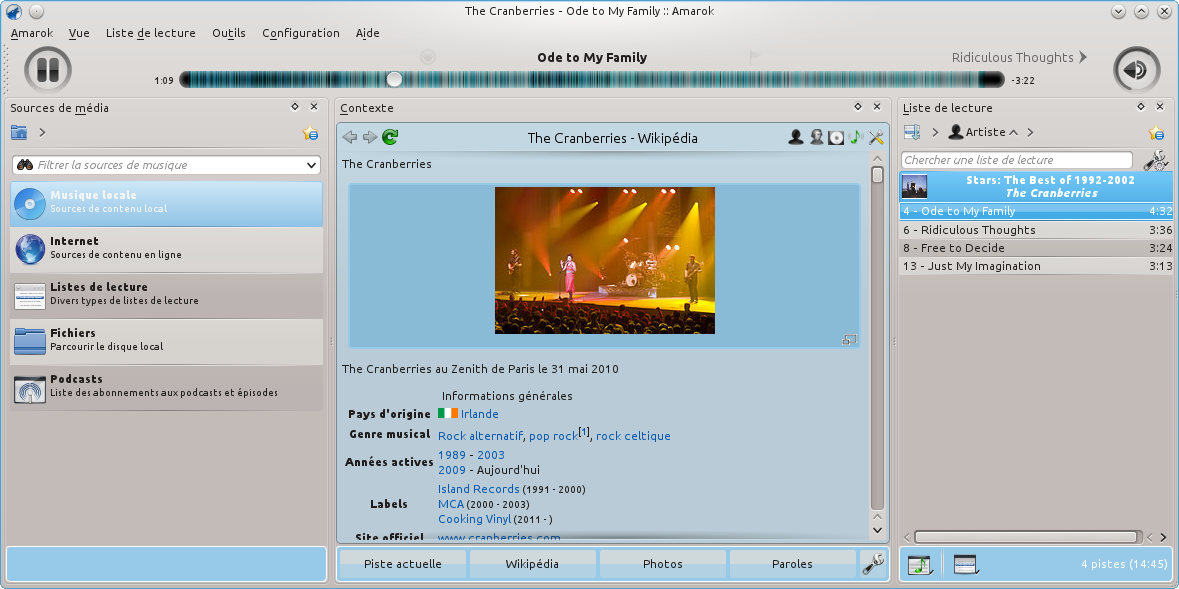 The Cranberries - Ode to My Family :: Amarok
Amarok Vue Liste de lecture Outils Configuration Aide
Ode to My Family
Ridiculous Thoughts
1:09
-3:22
Sources de média
Filtrer la sources de musique
Musique locale
Sources de contenu local
Internet
Sources de contenu en ligne
Listes de lecture
Divers types de listes de lecture
Fichiers
Parcourir le disque local
Podcasts
Liste des abonnements aux podcasts et épisodes
Contexte
The Cranberries - Wikipédia
The Cranberries
The Cranberries au Zenith de Paris le 31 mai 2010
Informations générales
Pays d'origine Irlande
Genre musical Rock alternatif, pop rock[1], rock celtique
Années actives 1989 - 2003
2009 - Aujourd'hui
Labels Island Records (1991 - 2000)
MCA (2000 - 2003)
Cooking Vinyl (2011 - )
Site officiel www.cranberries.com
Piste actuelle Wikipédia Photos Paroles
Liste de lecture
Artiste
Chercher une liste de lecture
Stars: The Best of 1992-2002
The Cranberries
4 - Ode to My Family 4:32
6 - Ridiculous Thoughts 3:36
8 - Free to Decide 3:24
13 - Just My Imagination 3:13
4 pistes (14:45)